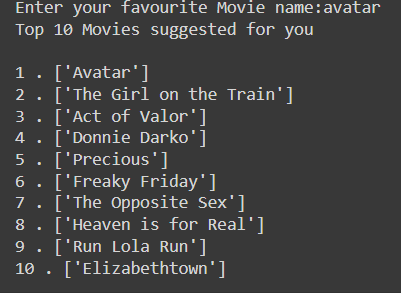 Enter your favourite Movie name:avatar
Top 10 Movies suggested for you
1 . ['Avatar']
2 . ['The Girl on the Train']
3 . ['Act of Valor']
4 . ['Donnie Darko']
5 . ['Precious']
6 . ['Freaky Friday']
7 . ['The Opposite Sex']
8 . ['Heaven is for Real']
9 . ['Run Lola Run']
10 . ['Elizabethtown']